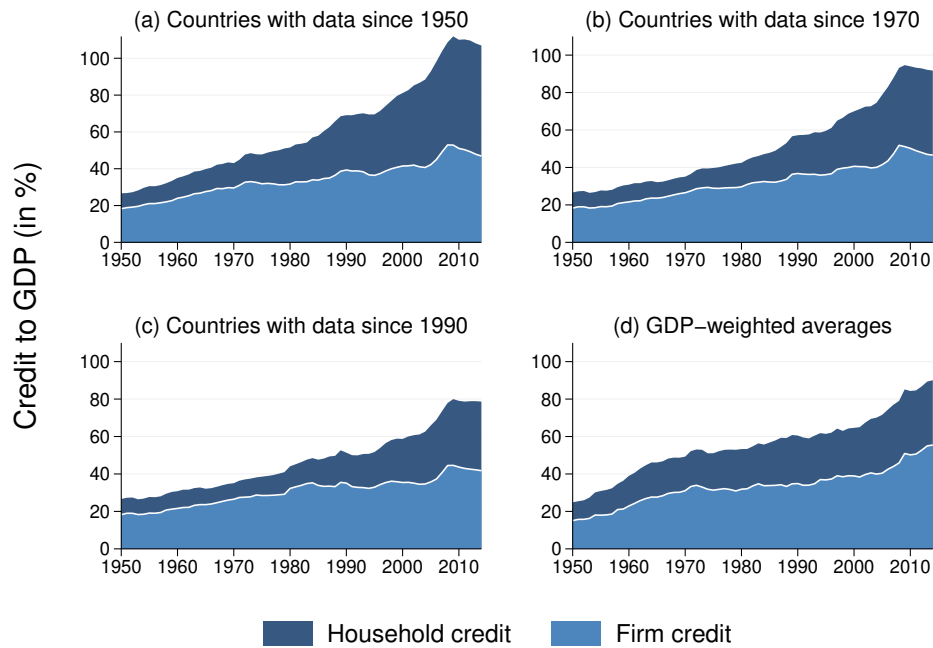 (a) Countries with data since 1950
(b) Countries with data since 1970
100
80
60
40
20
0
1950 1960 1970 1980 1990 2000 2010
100
80
60
40
20
0
1950 1960 1970 1980 1990 2000 2010
Credit to GDP (in %)
(c) Countries with data since 1990
(d) GDP−weighted averages
100
80
60
40
20
0
1950 1960 1970 1980 1990 2000 2010
100
80
60
40
20
0
1950 1960 1970 1980 1990 2000 2010
Household credit
Firm credit